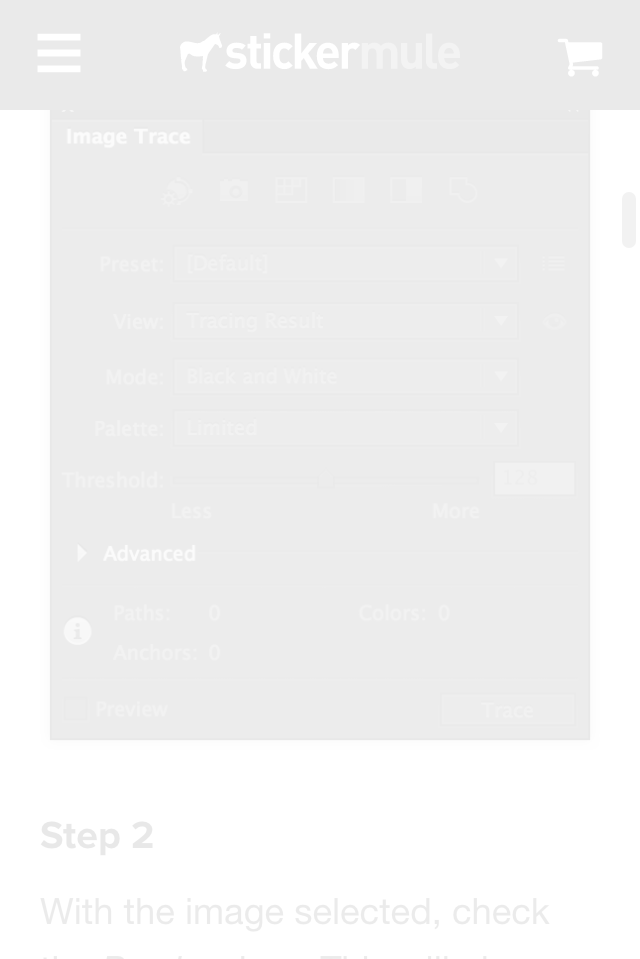 stickermule
Image Trace
Preset: [Default]
View: Tracing Result
Mode: Black and White
Palette: Limited
Threshold: 128
Less More
Advanced
Paths: 0 Colors: 0
Anchors: 0
Preview Trace
Step 2
With the image selected, check